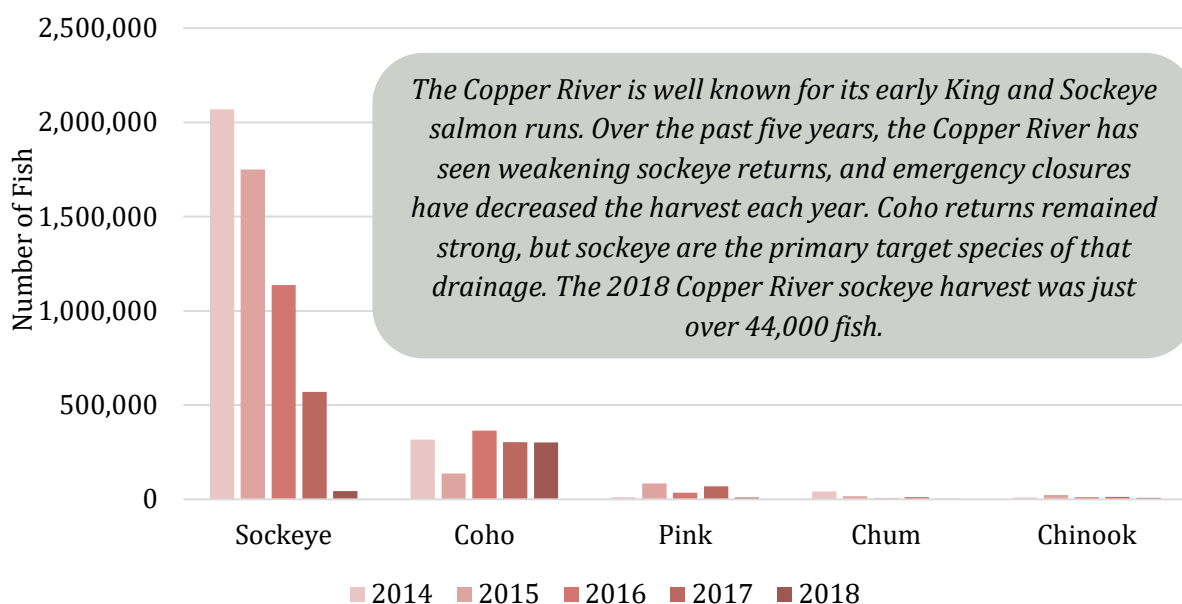 2,500,000
2,000,000
1,500,000
1,000,000
500,000
0
Number of Fish
The Copper River is well known for its early King and Sockeye
salmon runs. Over the past five years, the Copper River has
seen weakening sockeye returns, and emergency closures
have decreased the harvest each year. Coho returns remained
strong, but sockeye are the primary target species of that
drainage. The 2018 Copper River sockeye harvest was just
over 44,000 fish.
Sockeye Coho Pink Chum Chinook
2014 2015 2016 2017 2018